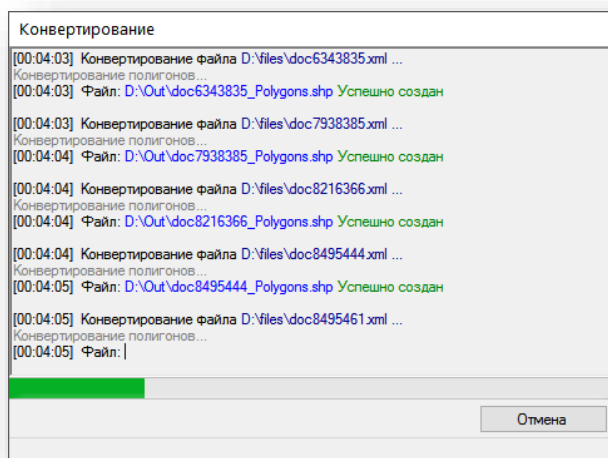 Конвертирование
[00:04:03] Конвертирование файла D:\files\doc6343835.xml ...
Конвертирование полигонов...
[00:04:03] Файл: D:\Out\doc6343835_Polygons.shp Успешно создан
[00:04:03] Конвертирование файла D:\files\doc7938385.xml ...
Конвертирование полигонов...
[00:04:04] Файл: D:\Out\doc7938385_Polygons.shp Успешно создан
[00:04:04] Конвертирование файла D:\files\doc8216366.xml ...
Конвертирование полигонов...
[00:04:04] Файл: D:\Out\doc8216366_Polygons.shp Успешно создан
[00:04:04] Конвертирование файла D:\files\doc8495444.xml ...
Конвертирование полигонов...
[00:04:05] Файл: D:\Out\doc8495444_Polygons.shp Успешно создан
[00:04:05] Конвертирование файла D:\files\doc8495461.xml ...
Конвертирование полигонов...
[00:04:05] Файл:
Отмена